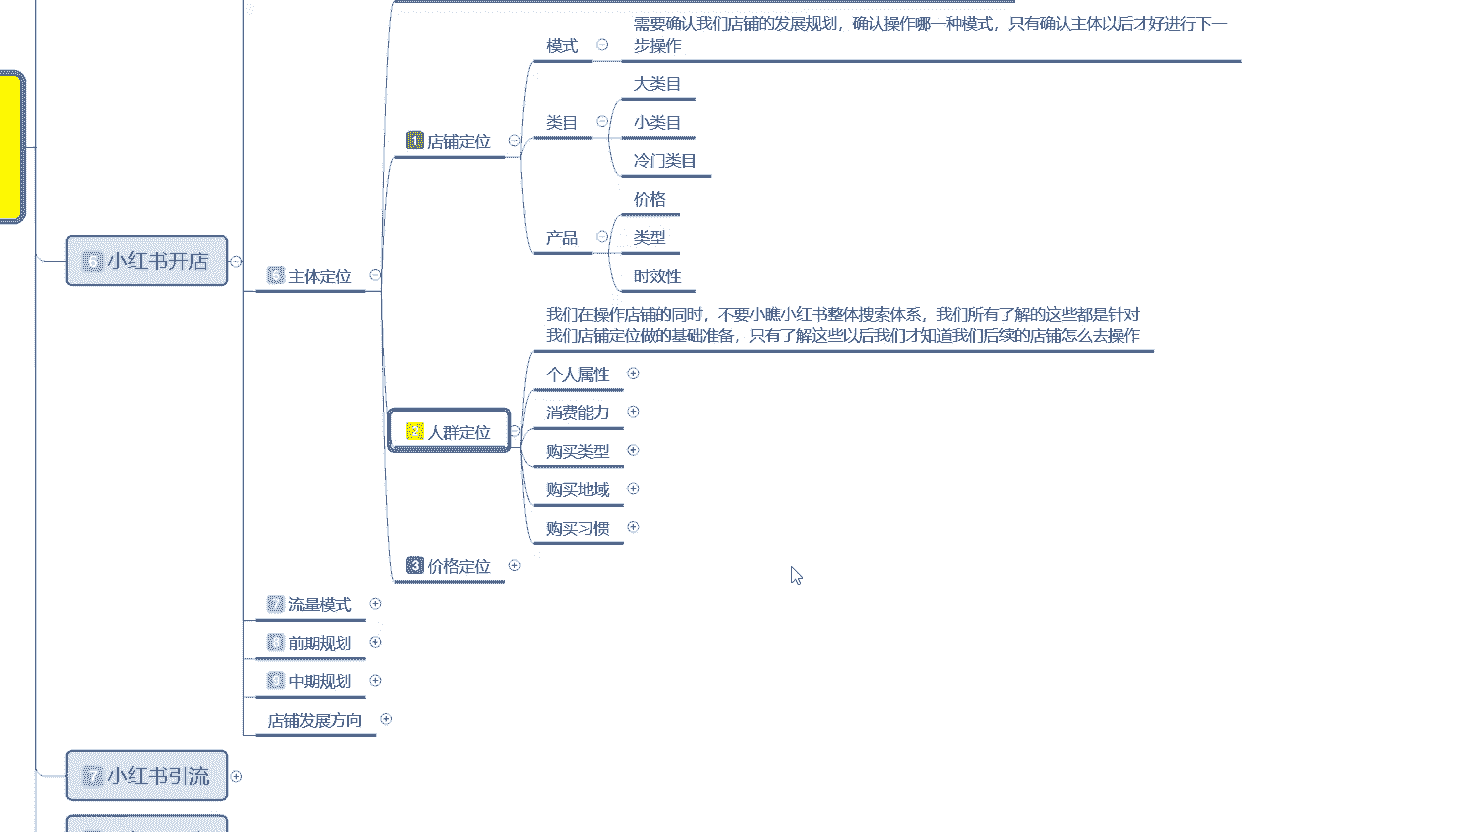 需要确认我们店铺的发展规划，确认操作哪一种模式，只有确认主体以后才好进行下一
步操作
模式
大类目
类目
小类目
1 店铺定位
冷门类目
价格
产品
类型
时效性
6 小红书开店
主体定位
我们在操作店铺的同时，不要小瞧小红书整体搜索体系，我们所有了解的这些都是针对
我们店铺定位做的基础准备，只有了解这些以后我们才知道我们后续的店铺怎么去操作
个人属性
消费能力
2 人群定位
购买类型
购买地域
购买习惯
3 价格定位
7 流量模式
前期规划
中期规划
店铺发展方向
7 小红书引流